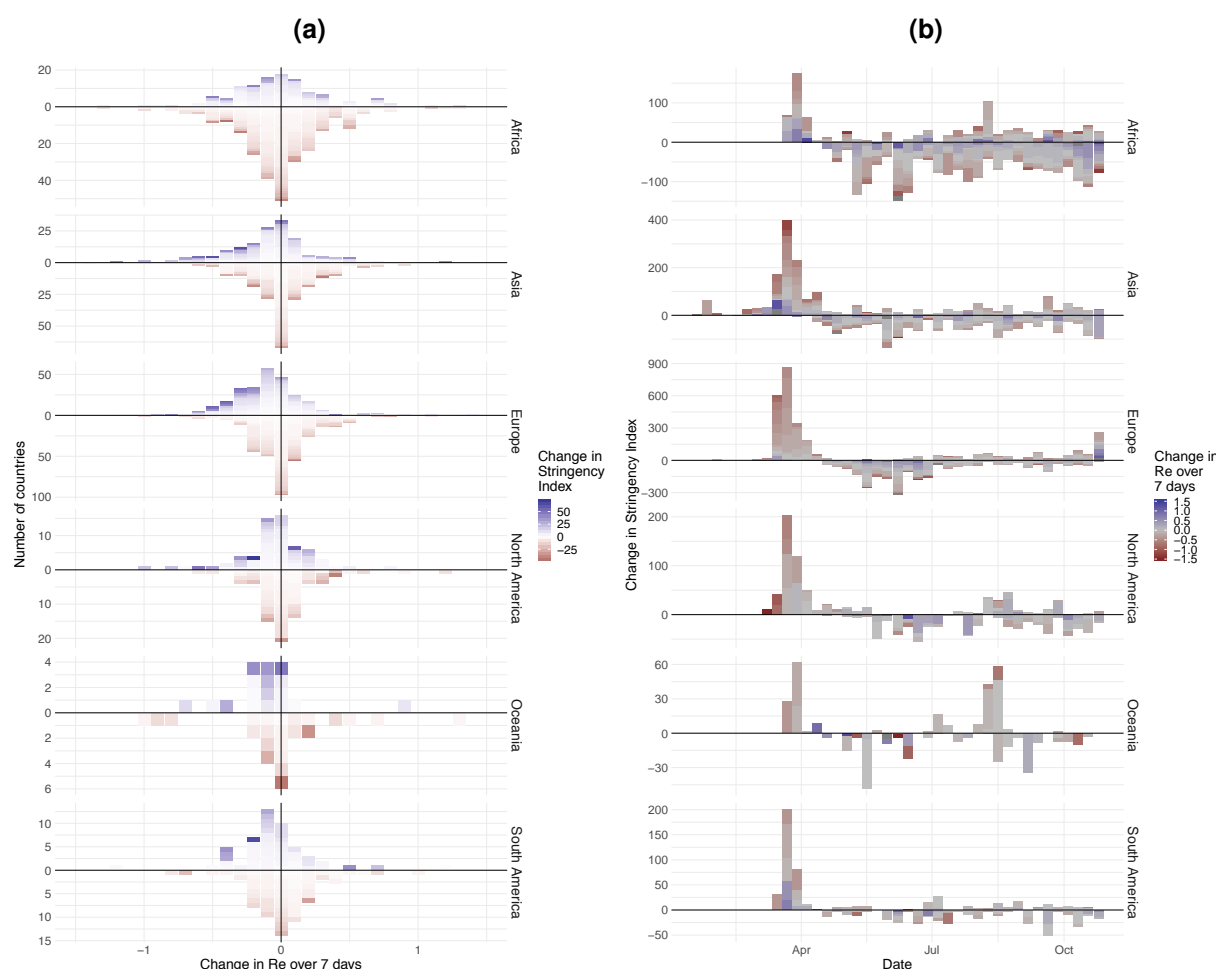 (a)
Number of countries
20
0
20
40
Africa
25
0
25
50
Asia
50
0
50
100
Europe
10
0
10
20
North America
4
2
0
2
4
6
Oceania
10
5
0
5
10
15
South America
-1
0
1
Change in Re over 7 days
Change in
Stringency
Index
50
25
0
−25
(b)
Change in Stringency Index
100
0
−100
Africa
400
200
0
Asia
900
600
300
0
−300
Europe
200
100
0
North America
60
30
0
−30
Oceania
200
150
100
50
0
−50
South America
Apr
Jul
Oct
Date
Change in
Re over
7 days
1.5
1.0
0.5
0.0
−0.5
−1.0
−1.5